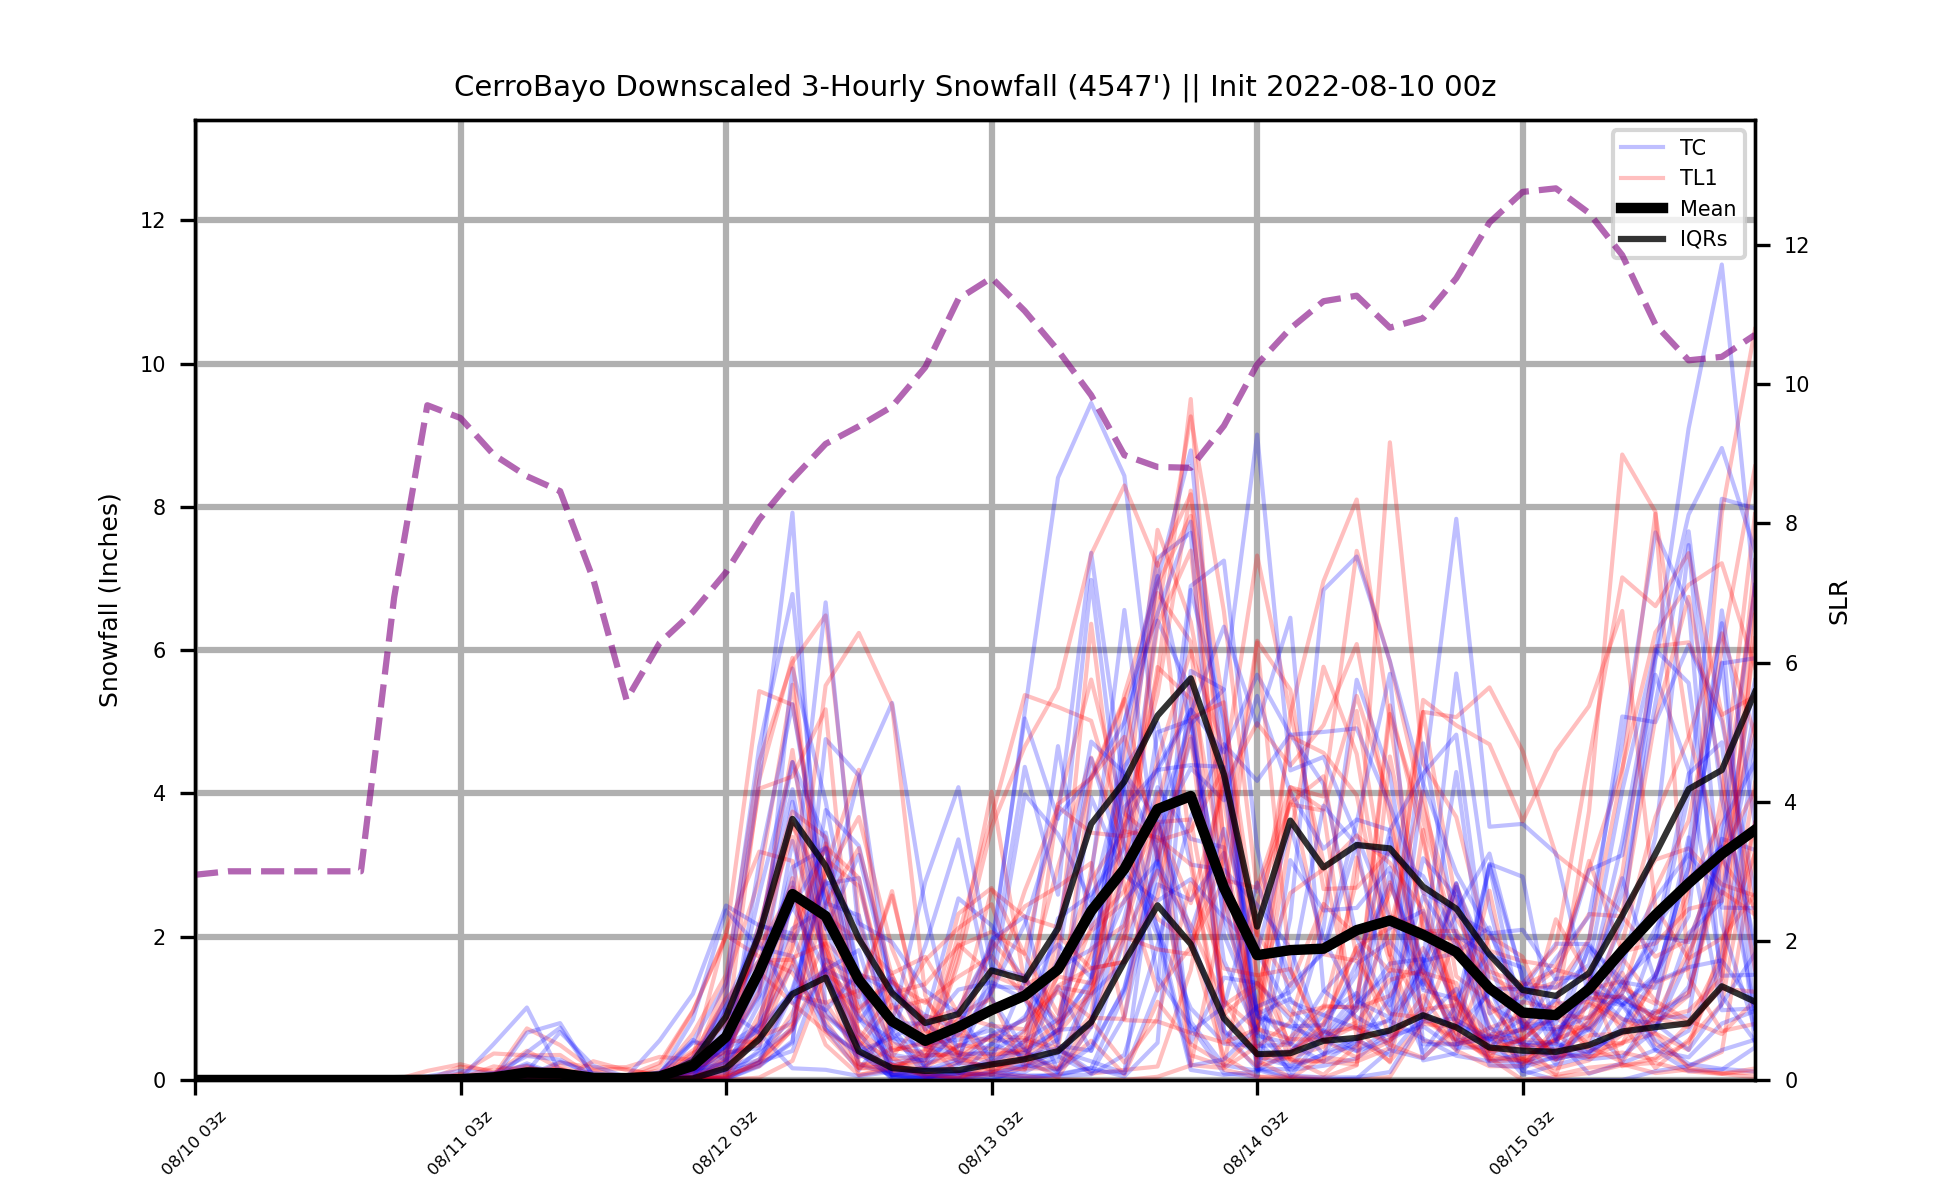 CerroBayo Downscaled 3-Hourly Snowfall (4547') || Init 2022-08-10 00z
TC
TL1
Mean
IQRs
Snowfall (Inches)
12
10
8
6
4
2
0
SLR
12
10
8
6
4
2
0
08/10 03z
08/11 03z
08/12 03z
08/13 03z
08/14 03z
08/15 03z